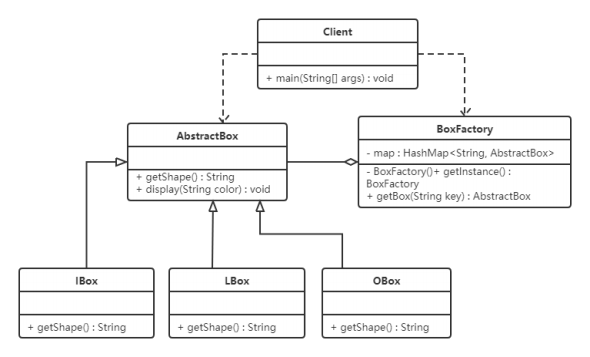 Client
+ main(String[] args) : void
AbstractBox
+ getShape() : String
+ display(String color) : void
BoxFactory
- map : HashMap<String, AbstractBox>
- BoxFactory()+ getInstance() :
BoxFactory
+ getBox(String key) : AbstractBox
IBox
+ getShape() : String
LBox
+ getShape() : String
OBox
+ getShape() : String